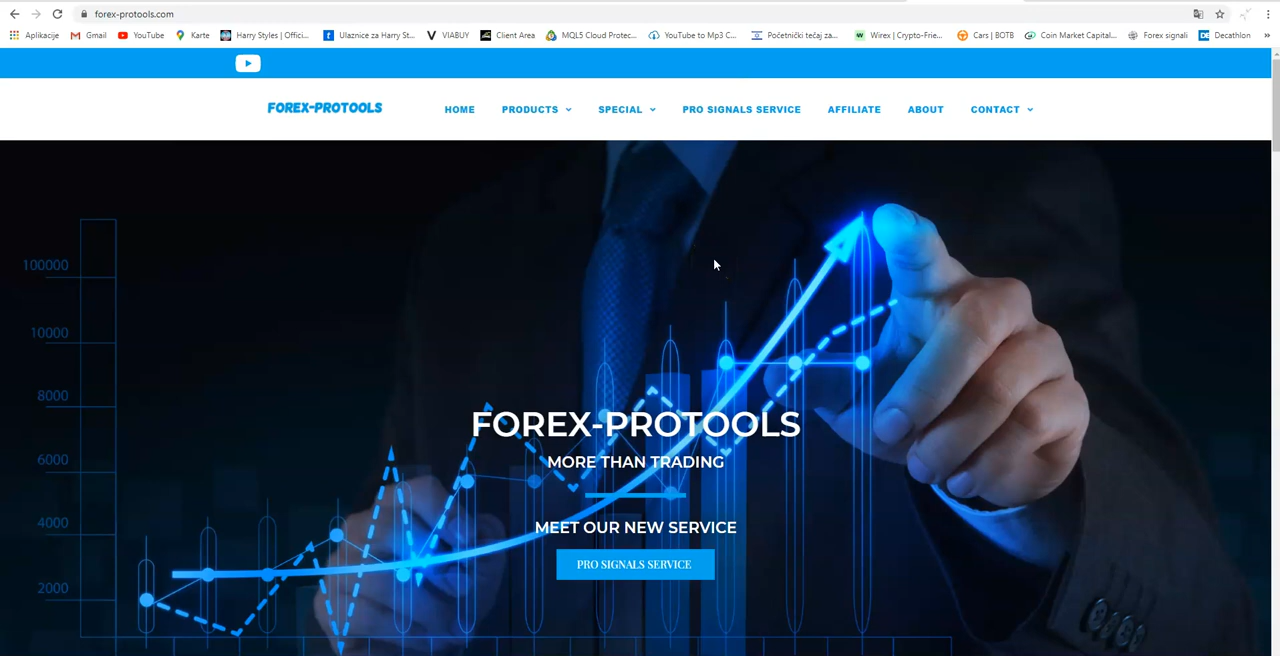 forex-protools.com
Aplikacije Gmail YouTube Karte Harry Styles | Offici... Ulaznice za Harry St... VIABUY Client Area MQL5 Cloud Protec... YouTube to Mp3 C... Početnički tečaj za... Wirex | Crypto-Frie... Cars | BOTB Coin Market Capital... Forex signali Decathlon »
FOREX-PROTOOLS HOME PRODUCTS SPECIAL PRO SIGNALS SERVICE AFFILIATE ABOUT CONTACT
100000
10000
8000
6000
4000
2000
FOREX-PROTOOLS
MORE THAN TRADING
MEET OUR NEW SERVICE
PRO SIGNALS SERVICE